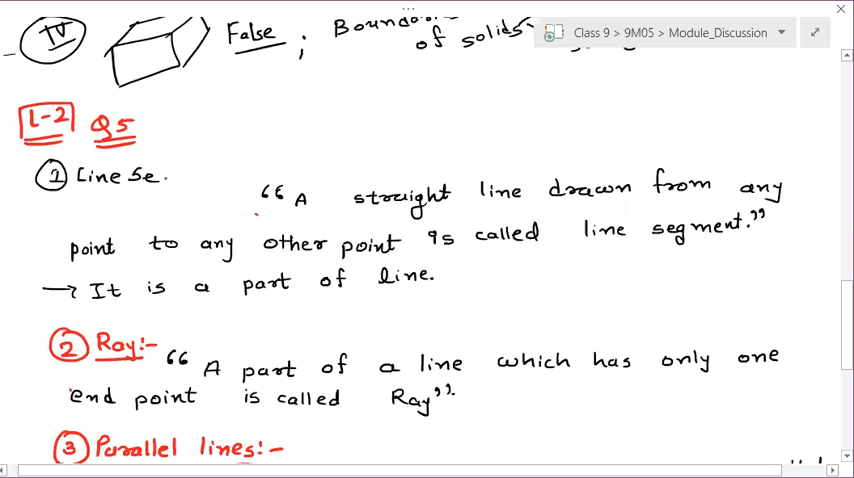 Class 9 > 9M05 > Module_Discussion
IV False ; Bounda
of solids
L-2 Q5
1 Line Se.
"A straight line drawn from any
point to any other point is called line segment."
→ It is a part of line.
2 Ray:-
"A part of a line which has only one
end point is called Ray".
3 Parallel lines:-